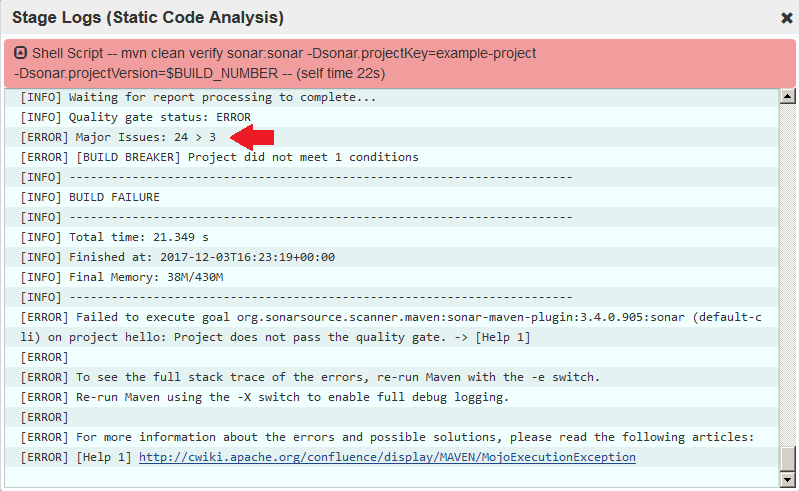 Stage Logs (Static Code Analysis)
Shell Script -- mvn clean verify sonar:sonar -Dsonar.projectKey=example-project
-Dsonar.projectVersion=$BUILD_NUMBER -- (self time 22s)
[INFO] Waiting for report processing to complete...
[INFO] Quality gate status: ERROR
[ERROR] Major Issues: 24 > 3
[ERROR] [BUILD BREAKER] Project did not meet 1 conditions
[INFO] ------------------------------------------------------------------------
[INFO] BUILD FAILURE
[INFO] ------------------------------------------------------------------------
[INFO] Total time: 21.349 s
[INFO] Finished at: 2017-12-03T16:23:19+00:00
[INFO] Final Memory: 38M/430M
[INFO] ------------------------------------------------------------------------
[ERROR] Failed to execute goal org.sonarsource.scanner.maven:sonar-maven-plugin:3.4.0.905:sonar (default-c
li) on project hello: Project does not pass the quality gate. -> [Help 1]
[ERROR]
[ERROR] To see the full stack trace of the errors, re-run Maven with the -e switch.
[ERROR] Re-run Maven using the -X switch to enable full debug logging.
[ERROR]
[ERROR] For more information about the errors and possible solutions, please read the following articles:
[ERROR] [Help 1] http://cwiki.apache.org/confluence/display/MAVEN/MojoExecutionException